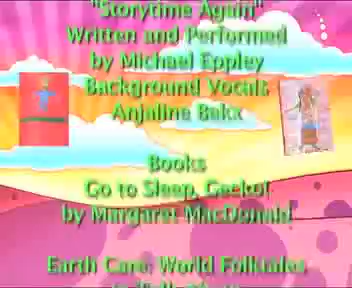 "Storytime Again"
Written and Performed
by Michael Eppley
Background Vocals
Anjaline Bakx
Books
Go to Sleep, Gecko!
by Margaret MacDonald
Earth Care: World Folktales